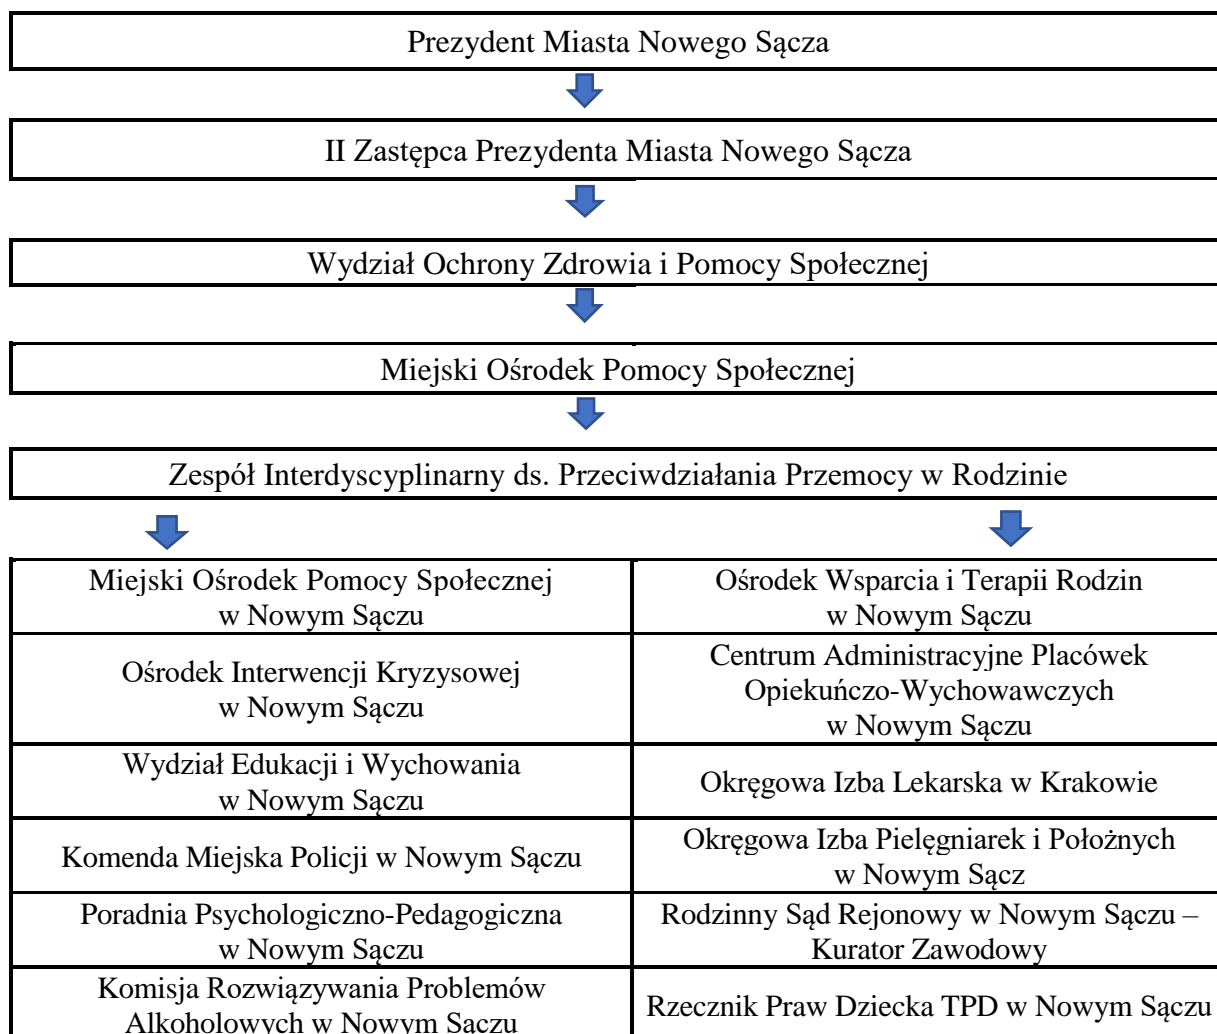 Prezydent Miasta Nowego Sącza
II Zastępca Prezydenta Miasta Nowego Sącza
Wydział Ochrony Zdrowia i Pomocy Społecznej
Miejski Ośrodek Pomocy Społecznej
Zespół Interdyscyplinarny ds. Przeciwdziałania Przemocy w Rodzinie
Miejski Ośrodek Pomocy Społecznej
w Nowym Sączu
Ośrodek Wsparcia i Terapii Rodzin
w Nowym Sączu
Ośrodek Interwencji Kryzysowej
w Nowym Sączu
Centrum Administracyjne Placówek
Opiekuńczo-Wychowawczych
w Nowym Sączu
Wydział Edukacji i Wychowania
w Nowym Sączu
Okręgowa Izba Lekarska w Krakowie
Komenda Miejska Policji w Nowym Sączu
Okręgowa Izba Pielęgniarek i Położnych
w Nowym Sącz
Poradnia Psychologiczno-Pedagogiczna
w Nowym Sączu
Rodzinny Sąd Rejonowy w Nowym Sączu –
Kurator Zawodowy
Komisja Rozwiązywania Problemów
Alkoholowych w Nowym Sączu
Rzecznik Praw Dziecka TPD w Nowym Sączu